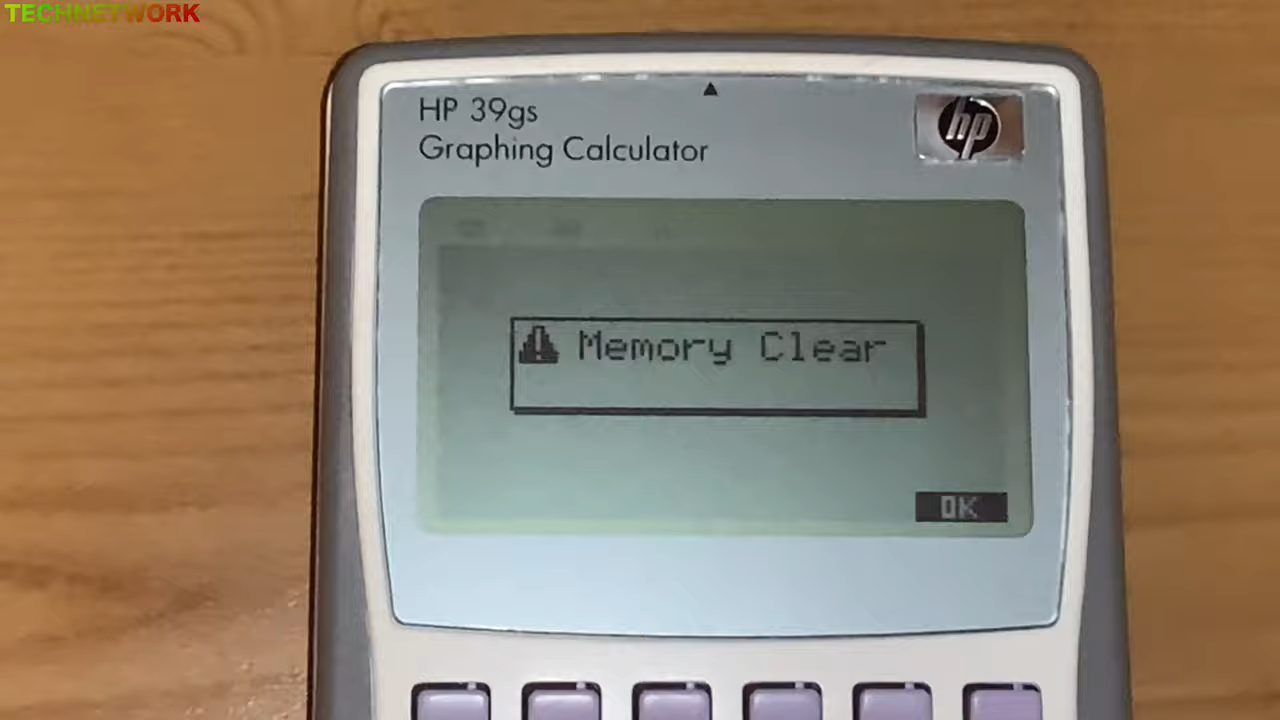 TECHNETWORK
HP 39gs
Graphing Calculator
hp
Memory Clear
OK